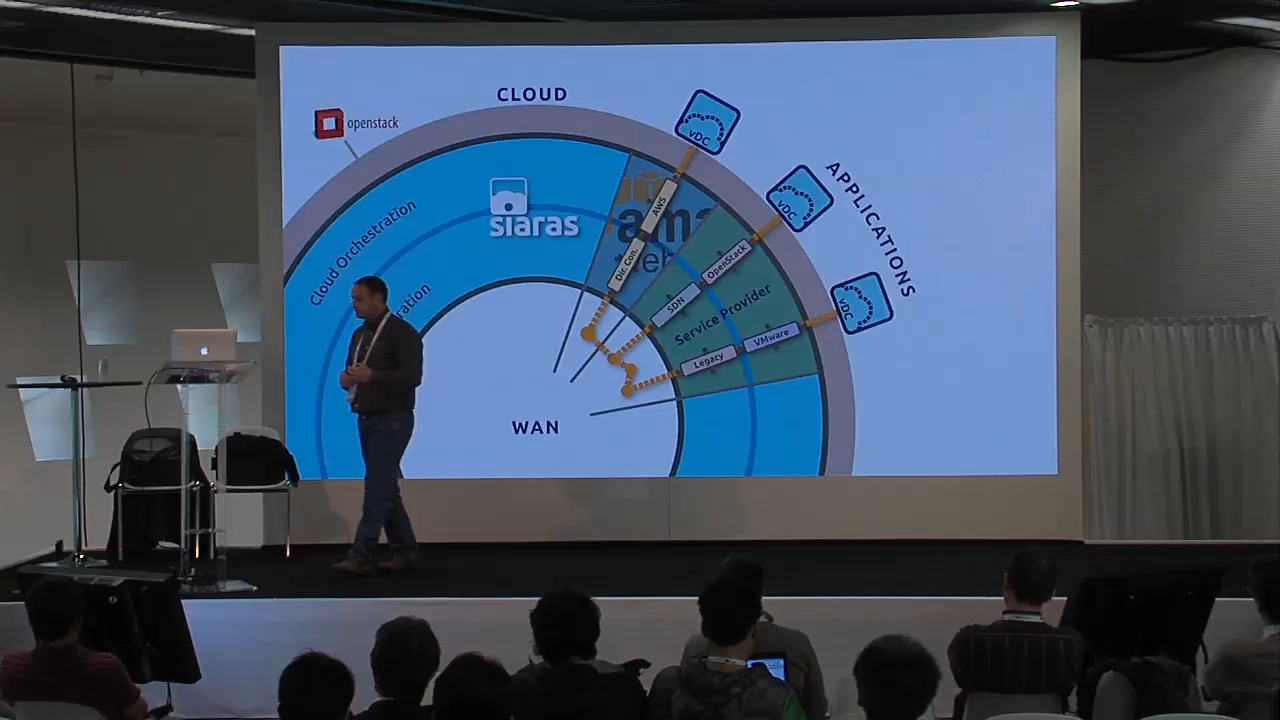 CLOUD
openstack
vDC
vDC
APPLICATIONS
vDC
Cloud Orchestration
siaras
AWS
Dir. Con.
OpenStack
SDN
Service Provider
VMware
Legacy
WAN